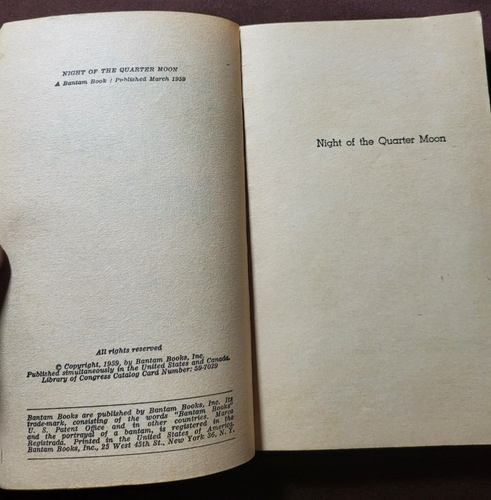 NIGHT OF THE QUARTER MOON
A Bantam Book / Published March 1959
All rights reserved
© Copyright, 1959, by Bantam Books, Inc.
Published simultaneously in the United States and Canada.
Library of Congress Catalog Card Number: 59-7029
Bantam Books are published by Bantam Books, Inc. Its
trade-mark, consisting of the words "Bantam Books"
and the portrayal of a bantam, is registered in the
U. S. Patent Office and in other countries. Marca
Registrada. Printed in the United States of America.
Bantam Books, Inc., 25 West 45th St., New York 36, N. Y.
Night of the Quarter Moon